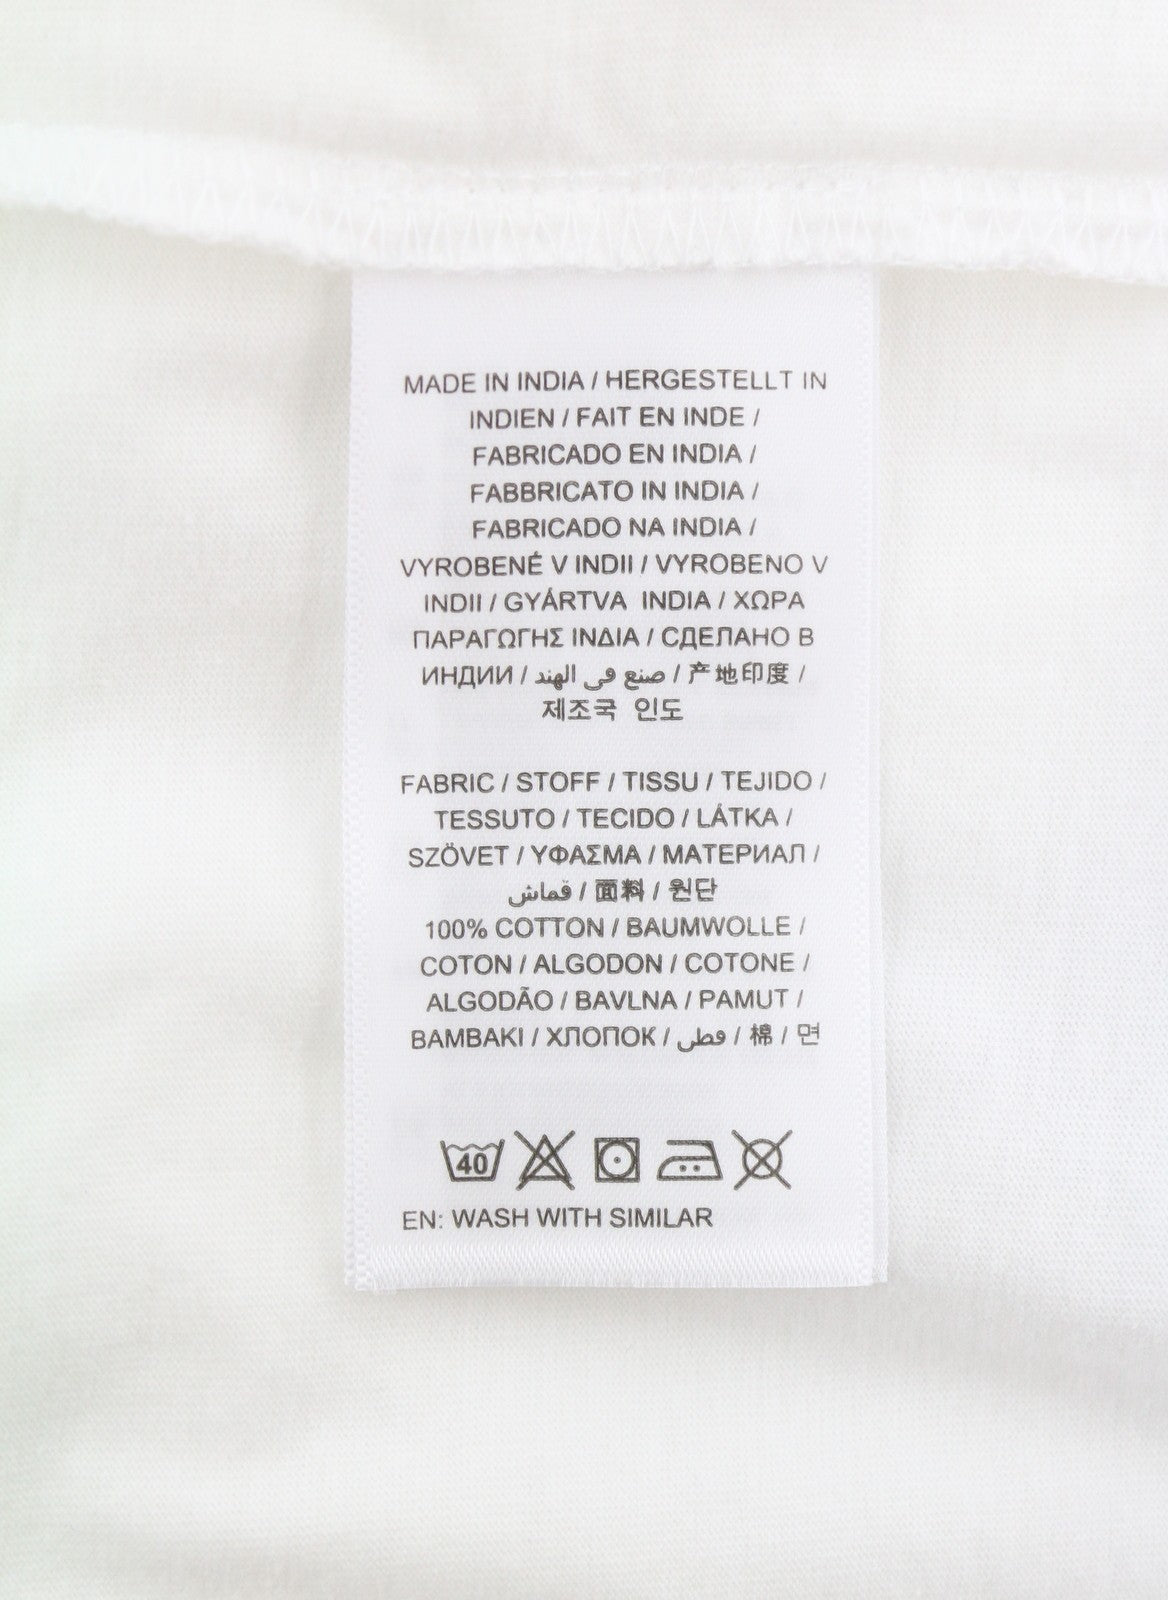 MADE IN INDIA / HERGESTELLT IN
INDIEN / FAIT EN INDE /
FABRICADO EN INDIA /
FABBRICATO IN INDIA /
FABRICADO NA INDIA /
VYROBENÉ V INDII / VYROBENO V
INDII / GYÁRTVA INDIA / ΧΩΡΑ
ΠΑΡΑΓΩΓΗΣ ΙΝΔΙΑ / СДЕЛАНО В
ИНДИИ / صنع في الهند / 产地印度 /
제조국 인도
FABRIC / STOFF / TISSU / TEJIDO /
TESSUTO / TECIDO / LÁTKA /
SZÖVET / ΥΦΑΣΜΑ / МАТЕРИАЛ /
قماش / 面料 / 원단
100% COTTON / BAUMWOLLE /
COTON / ALGODON / COTONE /
ALGODÃO / BAVLNA / PAMUT /
ΒΑΜΒΑΚΙ / ХЛОПОК / قطن / 棉 / 면
40
EN: WASH WITH SIMILAR